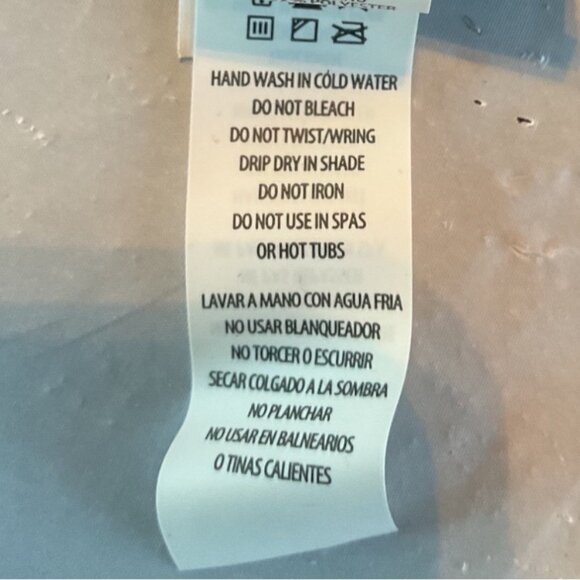 HAND WASH IN COLD WATER
DO NOT BLEACH
DO NOT TWIST/WRING
DRIP DRY IN SHADE
DO NOT IRON
DO NOT USE IN SPAS
OR HOT TUBS
LAVAR A MANO CON AGUA FRIA
NO USAR BLANQUEADOR
NO TORCER O ESCURRIR
SECAR COLGADO A LA SOMBRA
NO PLANCHAR
NO USAR EN BALNEARIOS
O TINAS CALIENTES